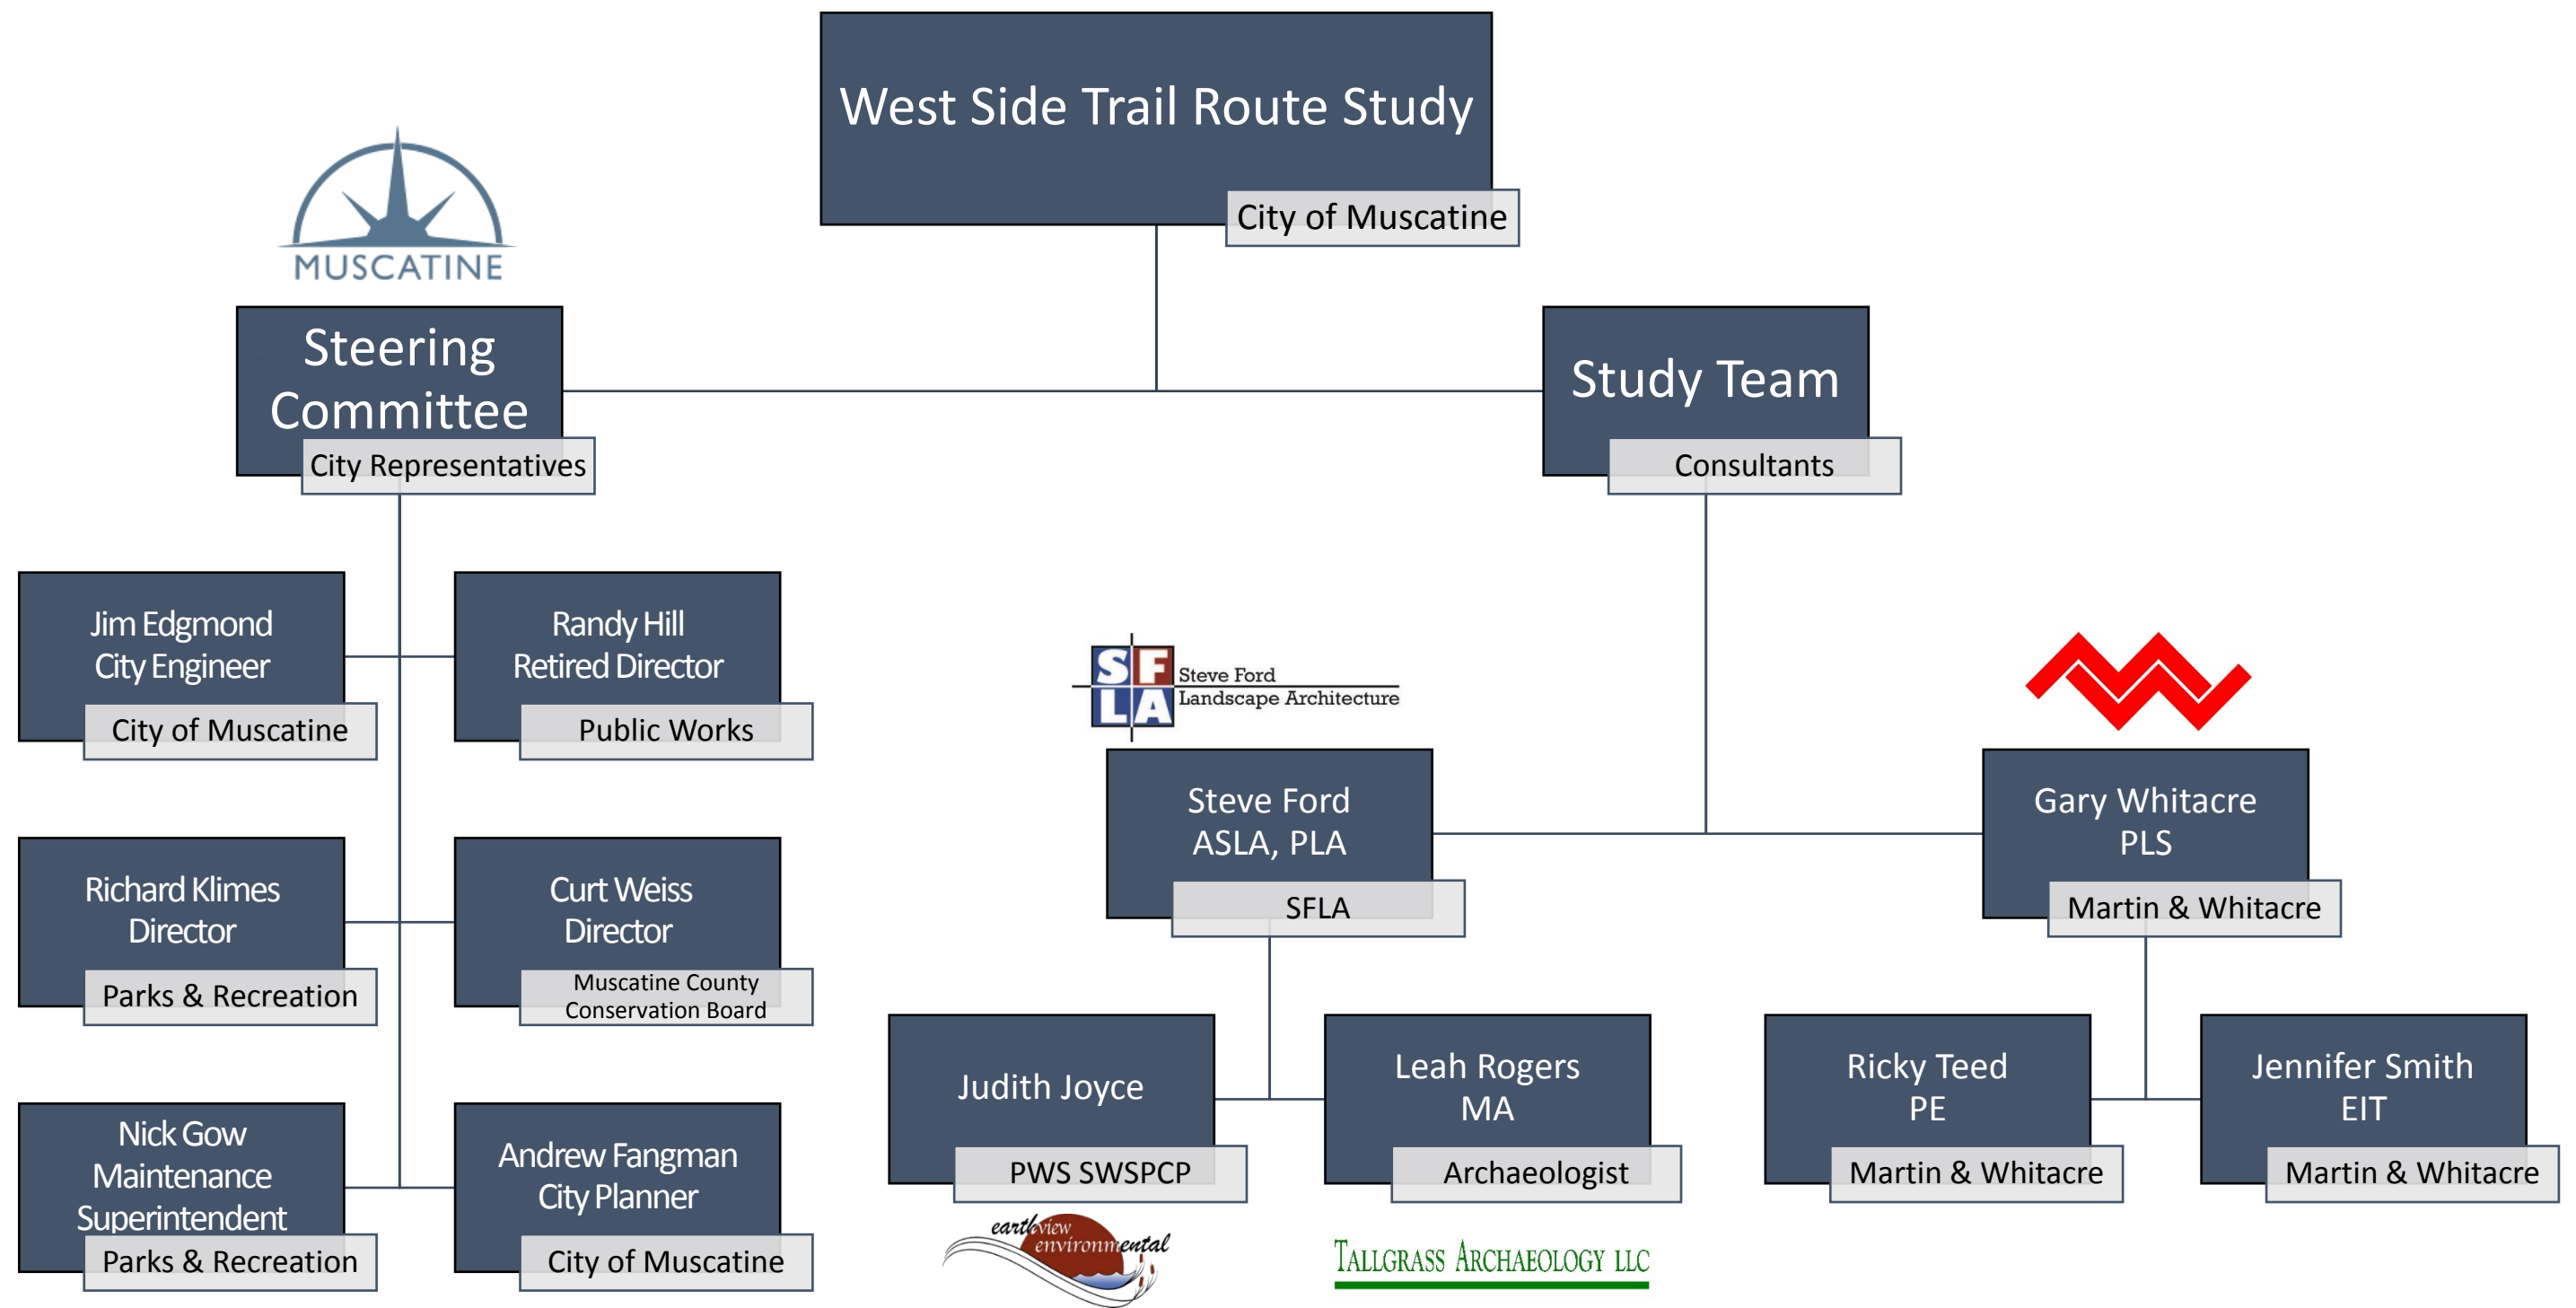 West Side Trail Route Study
City of Muscatine
MUSCATINE
Steering
Committee
City Representatives
Study Team
Consultants
Jim Edgmond
City Engineer
City of Muscatine
Randy Hill
Retired Director
Public Works
Richard Klimes
Director
Parks & Recreation
Curt Weiss
Director
Muscatine County
Conservation Board
Nick Gow
Maintenance
Superintendent
Parks & Recreation
Andrew Fangman
City Planner
City of Muscatine
SF
LA
Steve Ford
Landscape Architecture
Steve Ford
ASLA, PLA
SFLA
Gary Whitacre
PLS
Martin & Whitacre
Judith Joyce
PWS SWSPCP
earthview
environmental
Leah Rogers
MA
Archaeologist
TALLGRASS ARCHAEOLOGY LLC
Ricky Teed
PE
Martin & Whitacre
Jennifer Smith
EIT
Martin & Whitacre